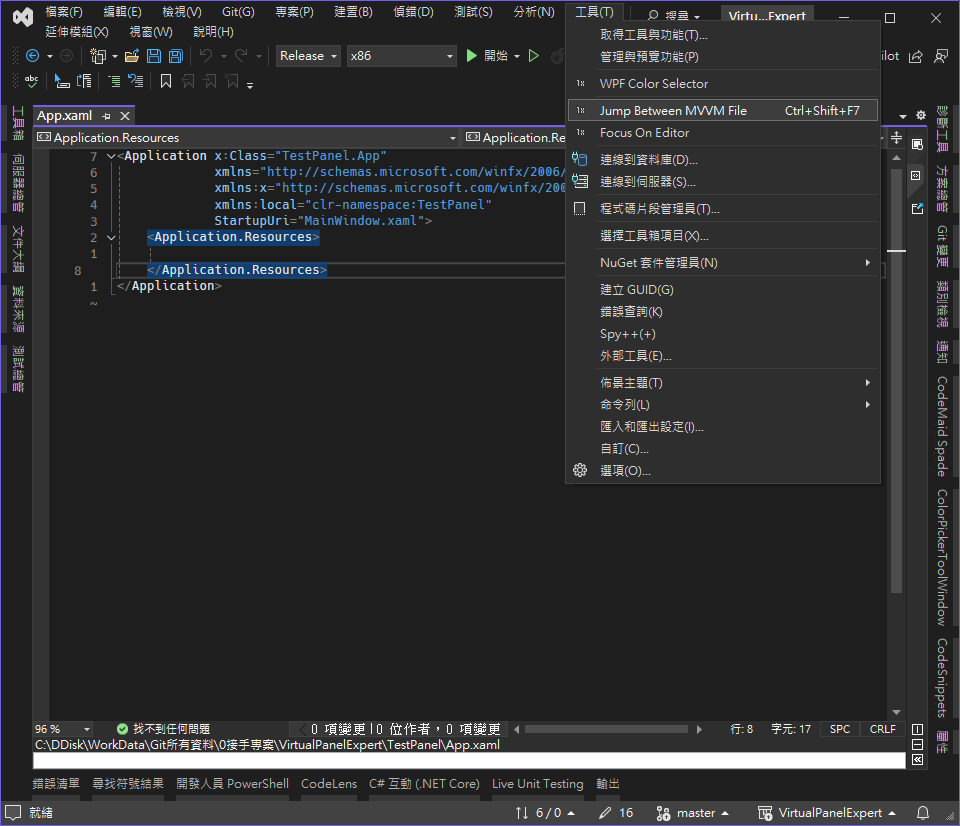 檔案(F) 編輯(E) 檢視(V) Git(G) 專案(P) 建置(B) 偵錯(D) 測試(S) 分析(N) 工具(T) 搜尋 Virtu...Expert
延伸模組(X) 視窗(W) 說明(H)
Release x86 開始 ilot
abc
App.xaml
Application.Resources Application.Res
7 <Application x:Class="TestPanel.App"
6 xmlns="http://schemas.microsoft.com/winfx/2006/
5 xmlns:x="http://schemas.microsoft.com/winfx/200
4 xmlns:local="clr-namespace:TestPanel"
3 StartupUri="MainWindow.xaml">
2 <Application.Resources>
1
8 </Application.Resources>
1 </Application>
~
取得工具與功能(T)...
管理與預覽功能(P)
1x WPF Color Selector
1x Jump Between MVVM File Ctrl+Shift+F7
1x Focus On Editor
連線到資料庫(D)...
連線到伺服器(S)...
程式碼片段管理員(T)...
選擇工具箱項目(X)...
NuGet 套件管理員(N)
建立 GUID(G)
錯誤查詢(K)
Spy++(+)
外部工具(E)...
佈景主題(T)
命令列(L)
匯入和匯出設定(I)...
自訂(C)...
選項(O)...
工具箱
伺服器總管
文件大綱
資料來源
測試總管
診斷工具
方案總管
Git 變更
類別檢視
通知
CodeMaid Spade
ColorPickerToolWindow
CodeSnippets
屬性
96 % 找不到任何問題 0 項變更 | 0 位作者，0 項變更 行: 8 字元: 17 SPC CRLF
C:\DDisk\WorkData\Git所有資料\0接手專案\VirtualPanelExpert\TestPanel\App.xaml
錯誤清單 尋找符號結果 開發人員 PowerShell CodeLens C# 互動 (.NET Core) Live Unit Testing 輸出
就緒 6 / 0 16 master VirtualPanelExpert